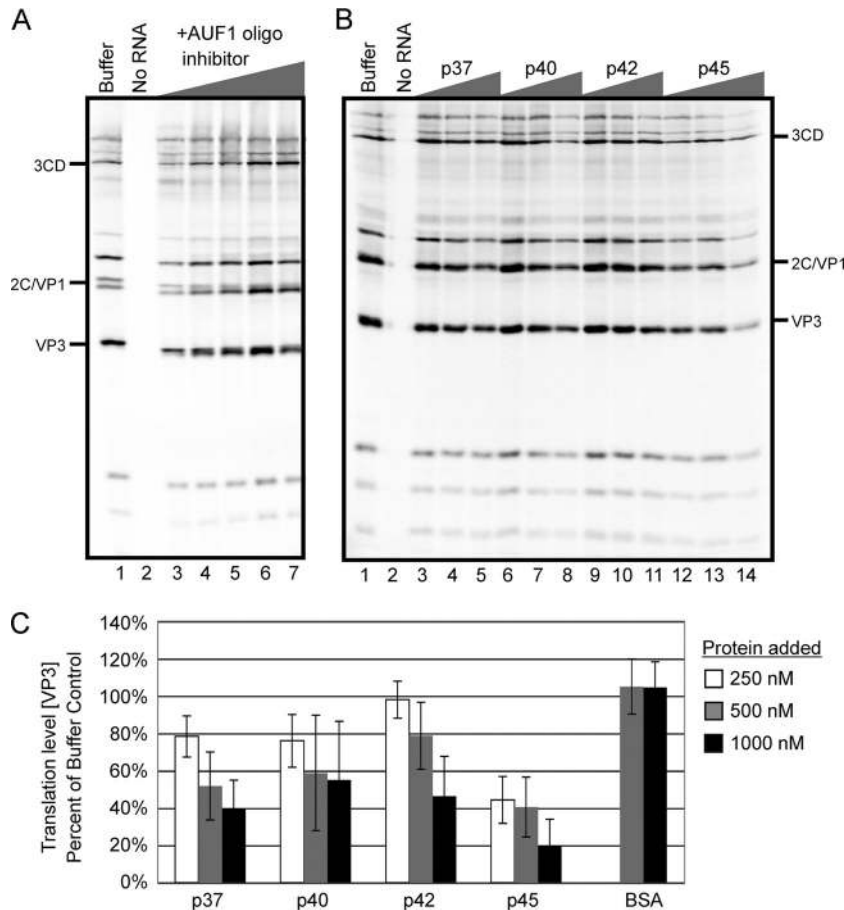 A
Buffer
No RNA
+AUF1 oligo
inhibitor
3CD
2C/VP1
VP3
1 2 3 4 5 6 7
B
Buffer
No RNA
p37 p40 p42 p45
3CD
2C/VP1
VP3
1 2 3 4 5 6 7 8 9 10 11 12 13 14
C
Translation level [VP3]
Percent of Buffer Control
140%
120%
100%
80%
60%
40%
20%
0%
p37 p40 p42 p45 BSA
Protein added
250 nM
500 nM
1000 nM